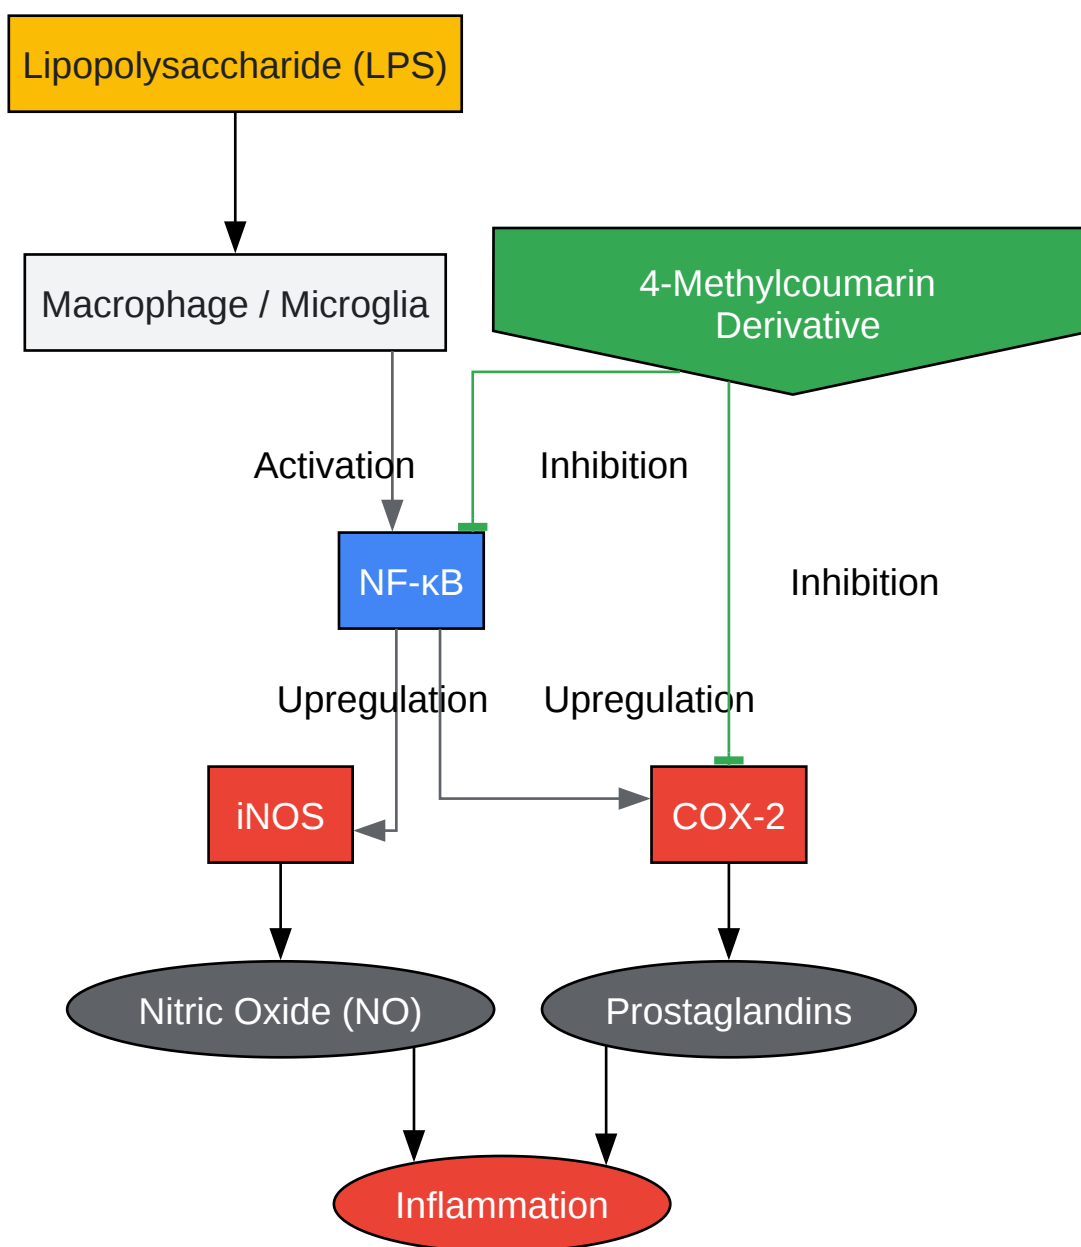 Lipopolysaccharide (LPS)
Macrophage / Microglia
4-Methylcoumarin
Derivative
Activation
Inhibition
NF-κB
Inhibition
Upregulation
Upregulation
iNOS
COX-2
Nitric Oxide (NO)
Prostaglandins
Inflammation